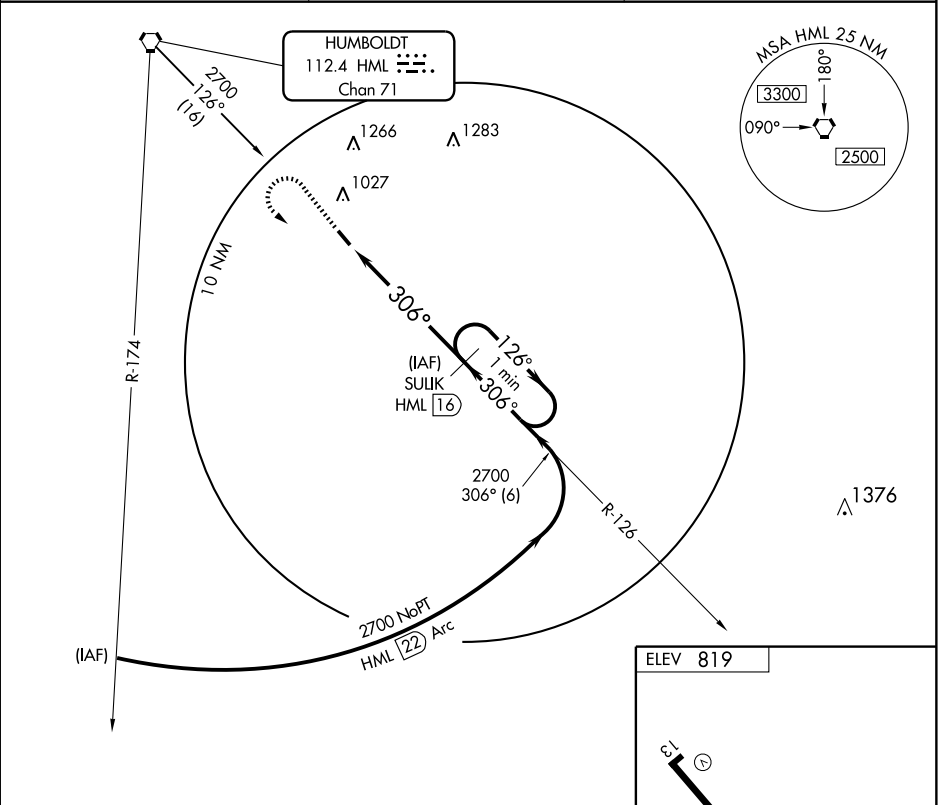 HUMBOLDT
112.4 HML
Chan 71
2700
126°
(16)
MSA HML 25 NM
180°
3300
090°
2500
1266
1283
1027
10 NM
306°
R-174
(IAF)
SULIK
HML 16
126°
1 min
306°
2700
306° (6)
R-126
1376
2700 NoPT
HML 22 Arc
(IAF)
ELEV 819
13
V